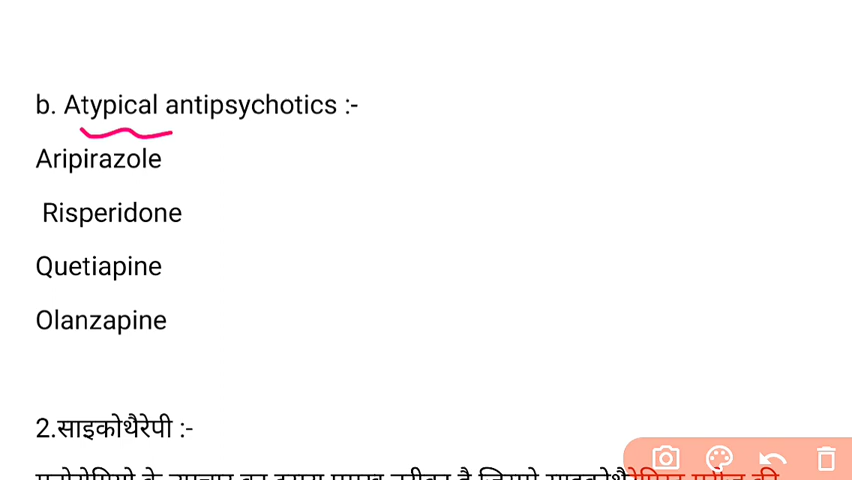 b. Atypical antipsychotics :-
Aripirazole
Risperidone
Quetiapine
Olanzapine
2.साइकोथैरेपी :-